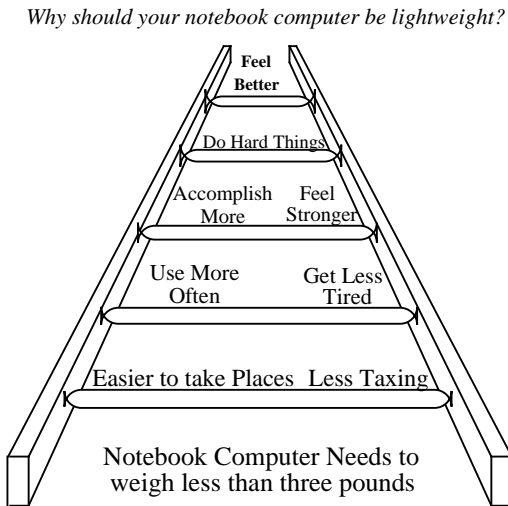 Why should your notebook computer be lightweight?
Feel
Better
Do Hard Things
Accomplish
More
Feel
Stronger
Use More
Often
Get Less
Tired
Easier to take Places
Less Taxing
Notebook Computer Needs to
weigh less than three pounds